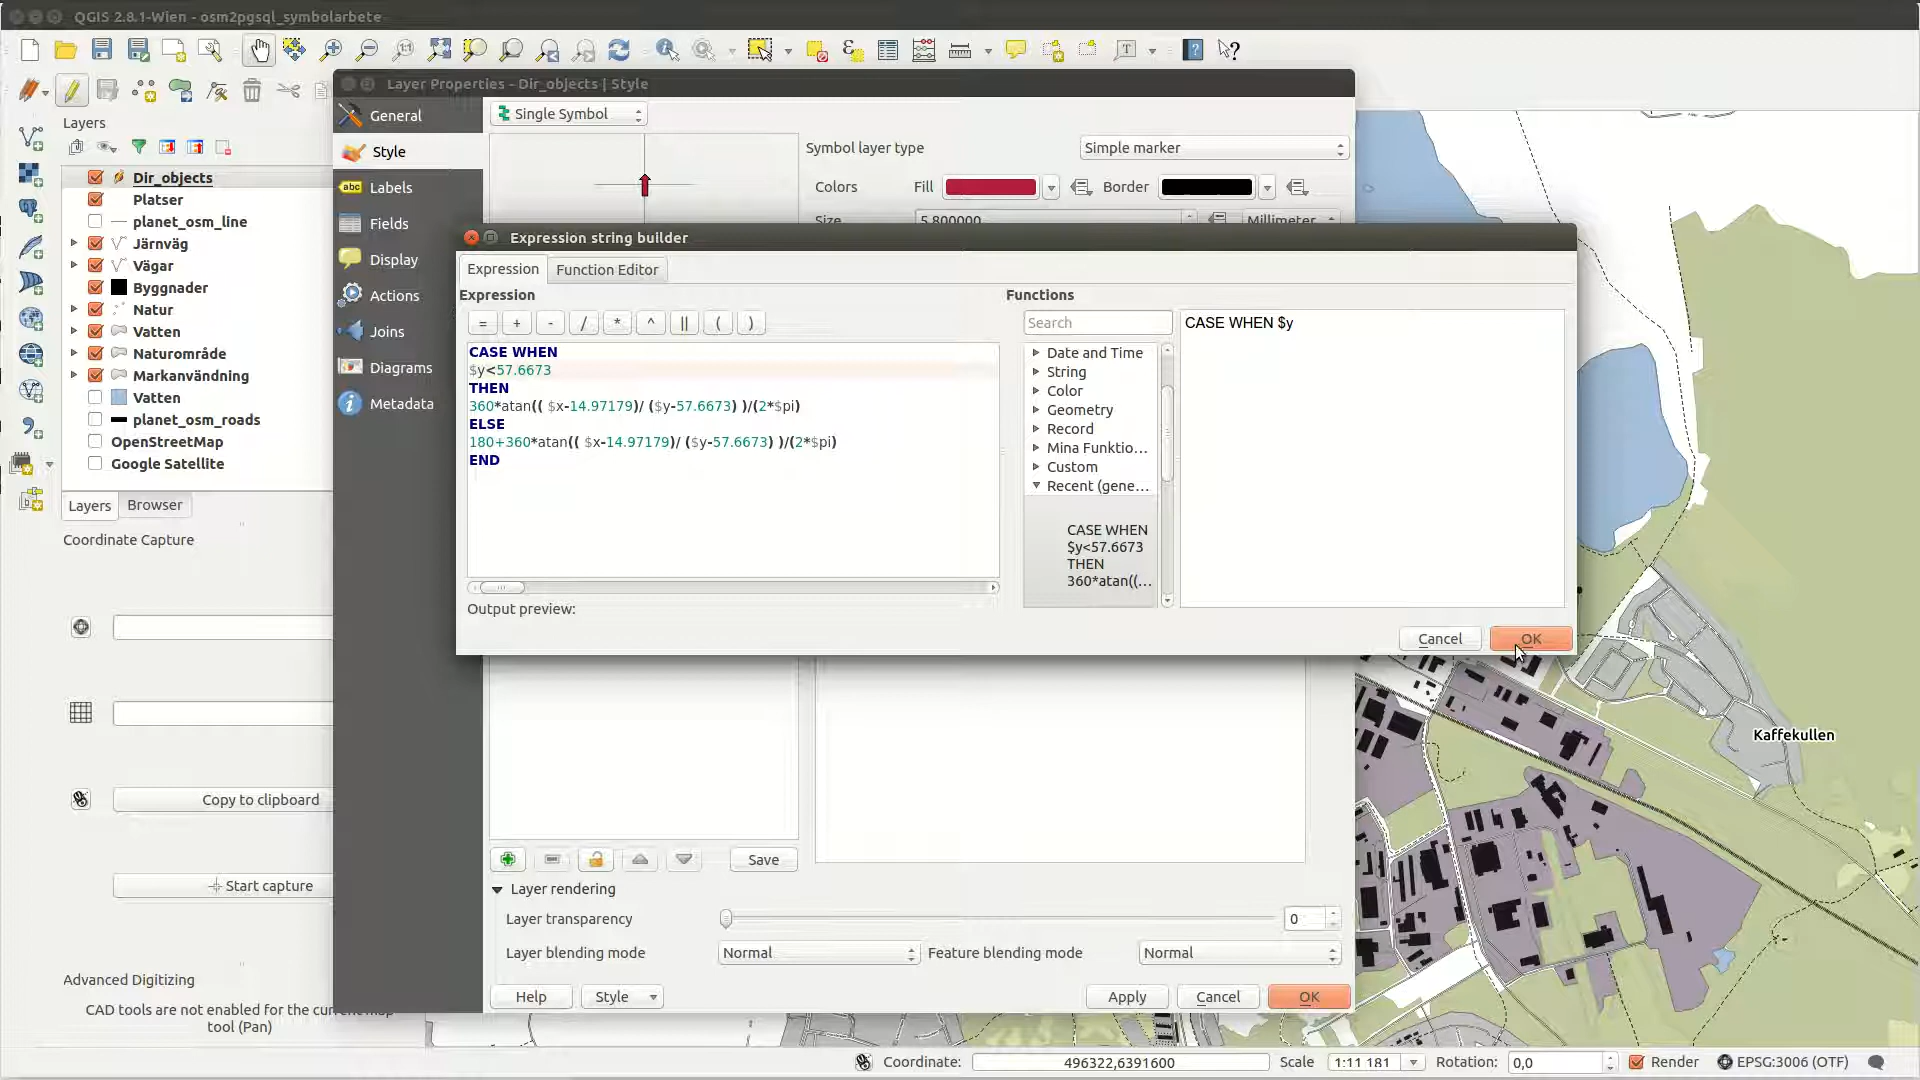 QGIS 2.8.1-Wien - osm2pgsql_symbolarbete
Layer Properties - Dir_objects | Style
Layers
Dir_objects
Platser
planet_osm_line
Järnväg
Vägar
Byggnader
Natur
Vatten
Naturområde
Markanvändning
Vatten
planet_osm_roads
OpenStreetMap
Google Satellite
Layers
Browser
Coordinate Capture
Copy to clipboard
Start capture
Advanced Digitizing
CAD tools are not enabled for the current map
tool (Pan)
General
Style
Labels
Fields
Display
Actions
Joins
Diagrams
Metadata
Single Symbol
Symbol layer type
Simple marker
Colors
Fill
Border
Size
5.800000
Millimeter
Expression string builder
Expression
Function Editor
Expression
= + - / * ^ || ( )
CASE WHEN
$y<57.6673
THEN
360*atan(( $x-14.97179)/ ($y-57.6673) )/(2*$pi)
ELSE
180+360*atan(( $x-14.97179)/ ($y-57.6673) )/(2*$pi)
END
Output preview:
Functions
Search
Date and Time
String
Color
Geometry
Record
Mina Funktio...
Custom
Recent (gene...
CASE WHEN
$y<57.6673
THEN
360*atan((...
CASE WHEN $y
Cancel
OK
Save
Layer rendering
Layer transparency
0
Layer blending mode
Normal
Feature blending mode
Normal
Help
Style
Apply
Cancel
OK
Kaffekullen
Coordinate:
496322,6391600
Scale
1:11 181
Rotation:
0,0
Render
EPSG:3006 (OTF)